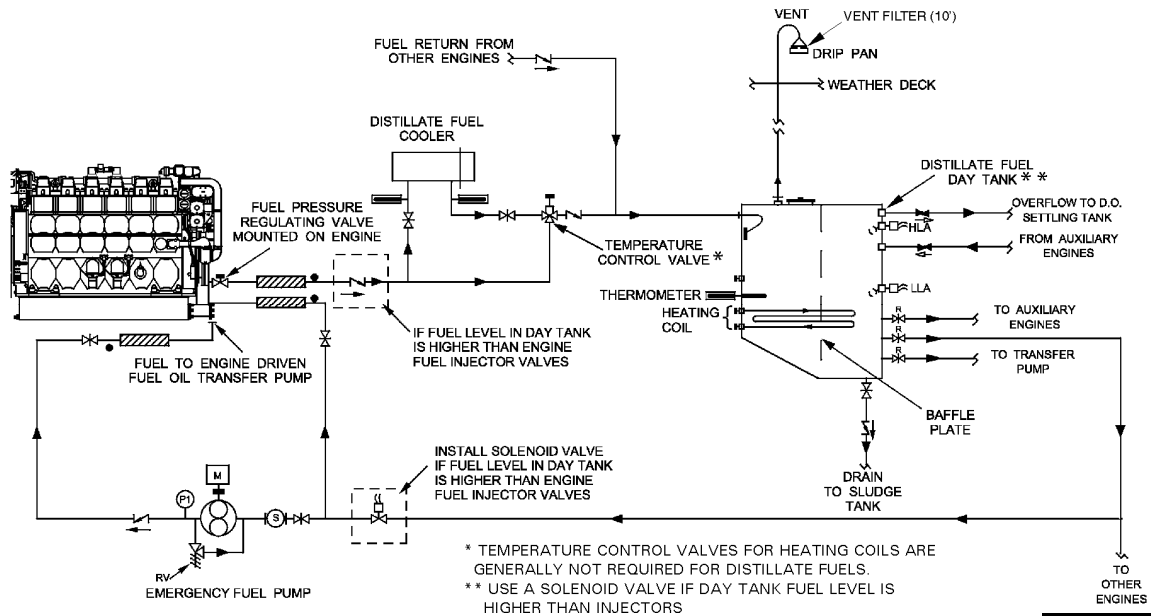 VENT
VENT FILTER (10')
DRIP PAN
FUEL RETURN FROM
OTHER ENGINES
WEATHER DECK
DISTILLATE FUEL
COOLER
DISTILLATE FUEL
DAY TANK * *
OVERFLOW TO D.O.
SETTLING TANK
HLA
FROM AUXILIARY
ENGINES
FUEL PRESSURE
REGULATING VALVE
MOUNTED ON ENGINE
TEMPERATURE
CONTROL VALVE *
LLA
THERMOMETER
HEATING
COIL
R
TO AUXILIARY
ENGINES
R
R
TO TRANSFER
PUMP
IF FUEL LEVEL IN DAY TANK
IS HIGHER THAN ENGINE
FUEL INJECTOR VALVES
FUEL TO ENGINE DRIVEN
FUEL OIL TRANSFER PUMP
BAFFLE
PLATE
INSTALL SOLENOID VALVE
IF FUEL LEVEL IN DAY TANK
IS HIGHER THAN ENGINE
FUEL INJECTOR VALVES
DRAIN
TO SLUDGE
TANK
M
P1
S
RV
EMERGENCY FUEL PUMP
* TEMPERATURE CONTROL VALVES FOR HEATING COILS ARE
GENERALLY NOT REQUIRED FOR DISTILLATE FUELS.
** USE A SOLENOID VALVE IF DAY TANK FUEL LEVEL IS
HIGHER THAN INJECTORS
TO
OTHER
ENGINES